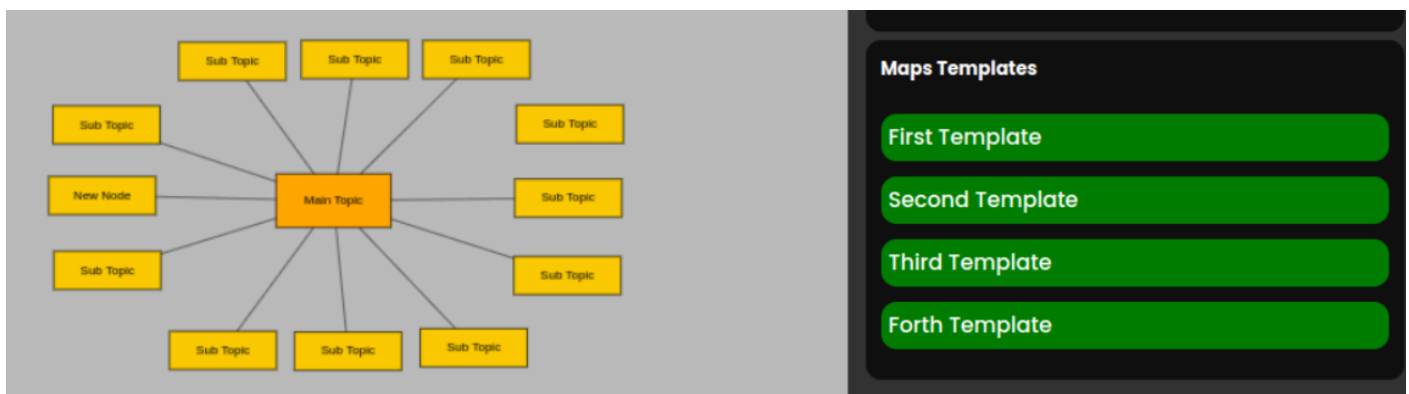 Sub Topic
Sub Topic
Sub Topic
Sub Topic
Sub Topic
New Node
Main Topic
Sub Topic
Sub Topic
Sub Topic
Sub Topic
Sub Topic
Sub Topic
Maps Templates
First Template
Second Template
Third Template
Forth Template